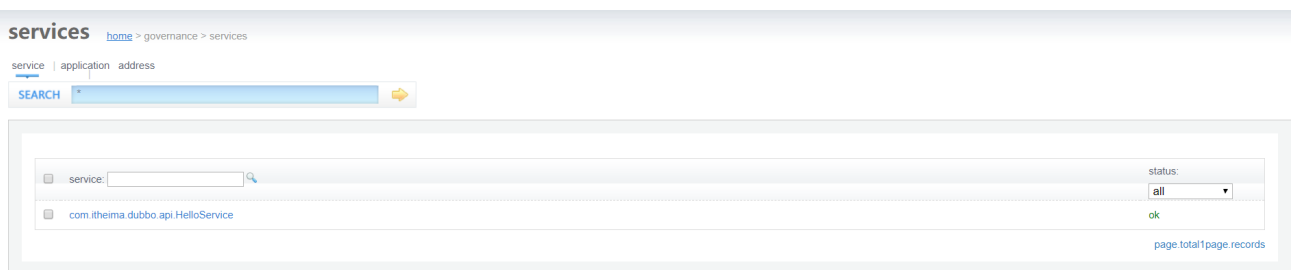 services home > governance > services
service | application address
SEARCH *
service: status:
all
com.itheima.dubbo.api.HelloService ok
page.total1page.records